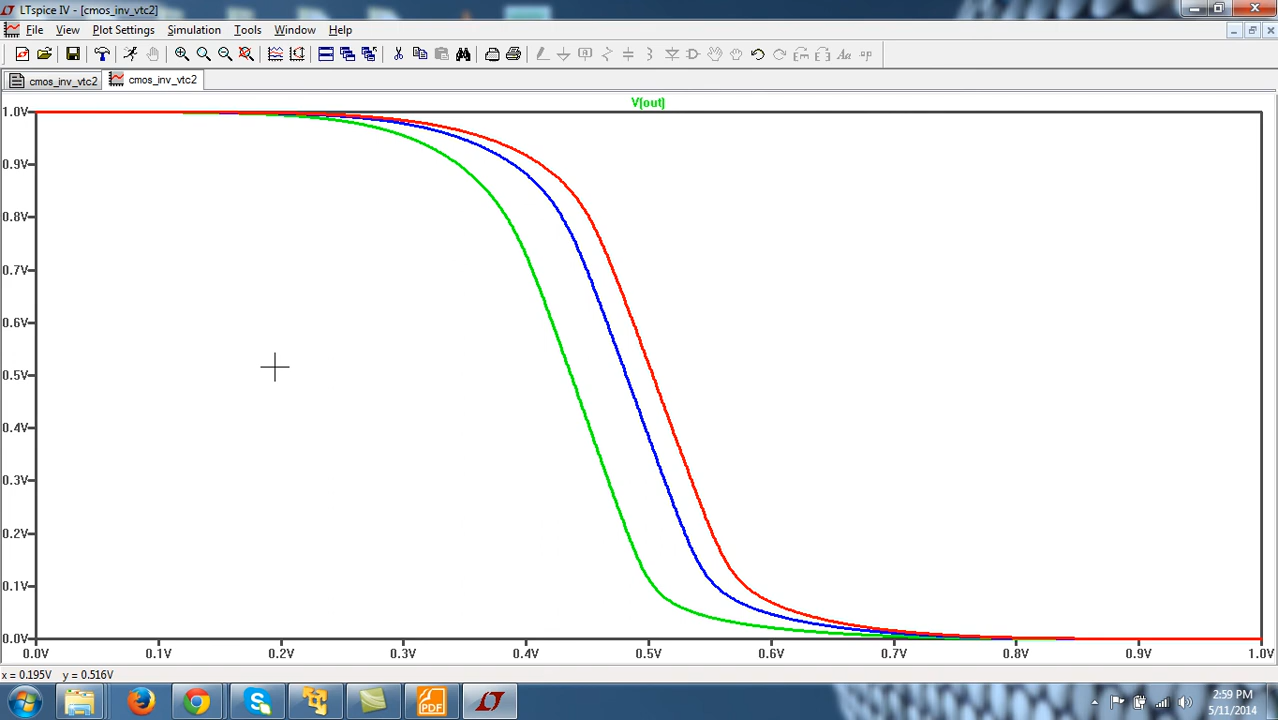 LTspice IV - [cmos_inv_vtc2]
File View Plot Settings Simulation Tools Window Help
Aa
cmos_inv_vtc2 cmos_inv_vtc2
V(out)
1.0V
0.9V
0.8V
0.7V
0.6V
0.5V
0.4V
0.3V
0.2V
0.1V
0.0V
0.0V 0.1V 0.2V 0.3V 0.4V 0.5V 0.6V 0.7V 0.8V 0.9V 1.0V
x = 0.195V y = 0.516V
PDF
2:59 PM
5/11/2014